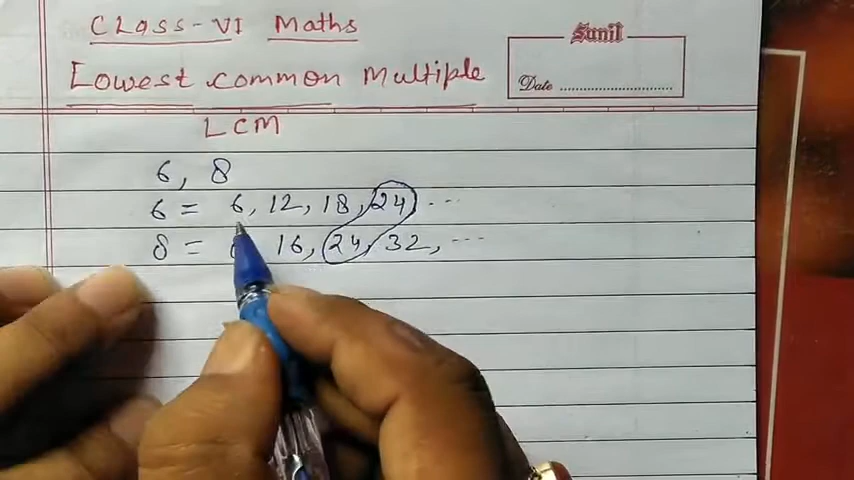 CLASS-VI Maths
Sunil
Lowest common Multiple
Date ..........................
LCM
6, 8
6 = 6, 12, 18, 24, ...
8 = 16, 24, 32, ----